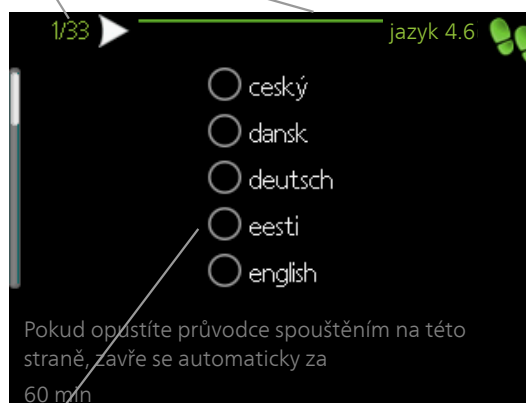 1/33 jazyk 4.6
ceský
dansk
deutsch
eesti
english
Pokud opustíte průvodce spouštěním na této
straně, zavře se automaticky za
60 min